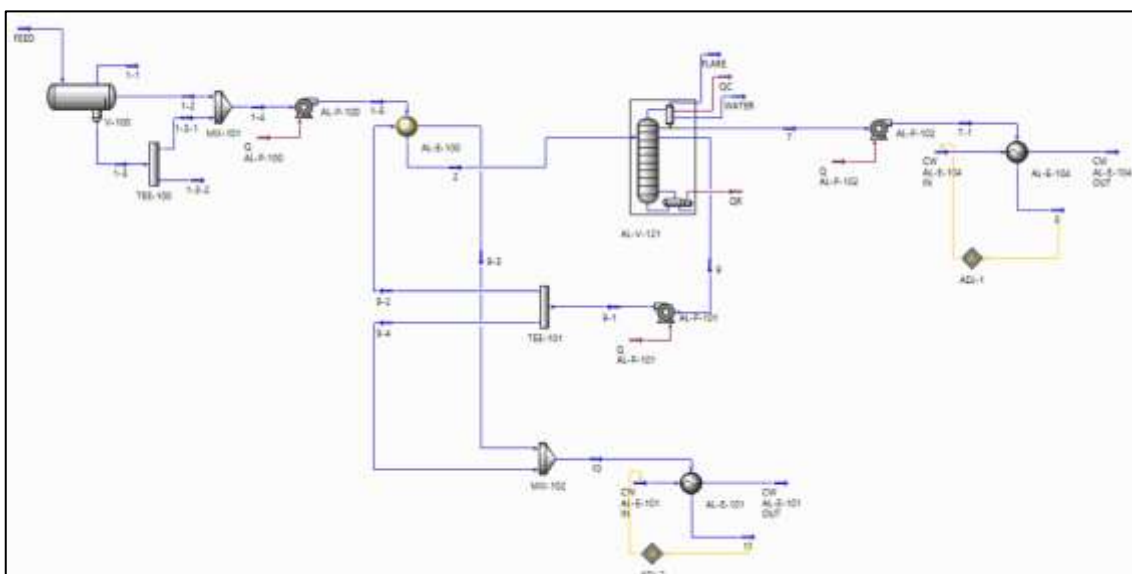 FEED
1-1
1-2
V-100
1-3-1
MIX-101
1-4
AL-P-100
Q
AL-P-100
1-3
TEE-100
1-3-2
AL-E-100
2
FLARE
QC
WATER
QR
AL-V-121
7
AL-P-102
7-1
Q
AL-P-102
CW
AL-E-104
IN
AL-E-104
CW
AL-E-104
OUT
8
ADJ-1
9
9-3
9-2
9-4
TEE-101
9-1
AL-P-101
Q
AL-P-101
MIX-102
10
CW
AL-E-101
IN
AL-E-101
CW
AL-E-101
OUT